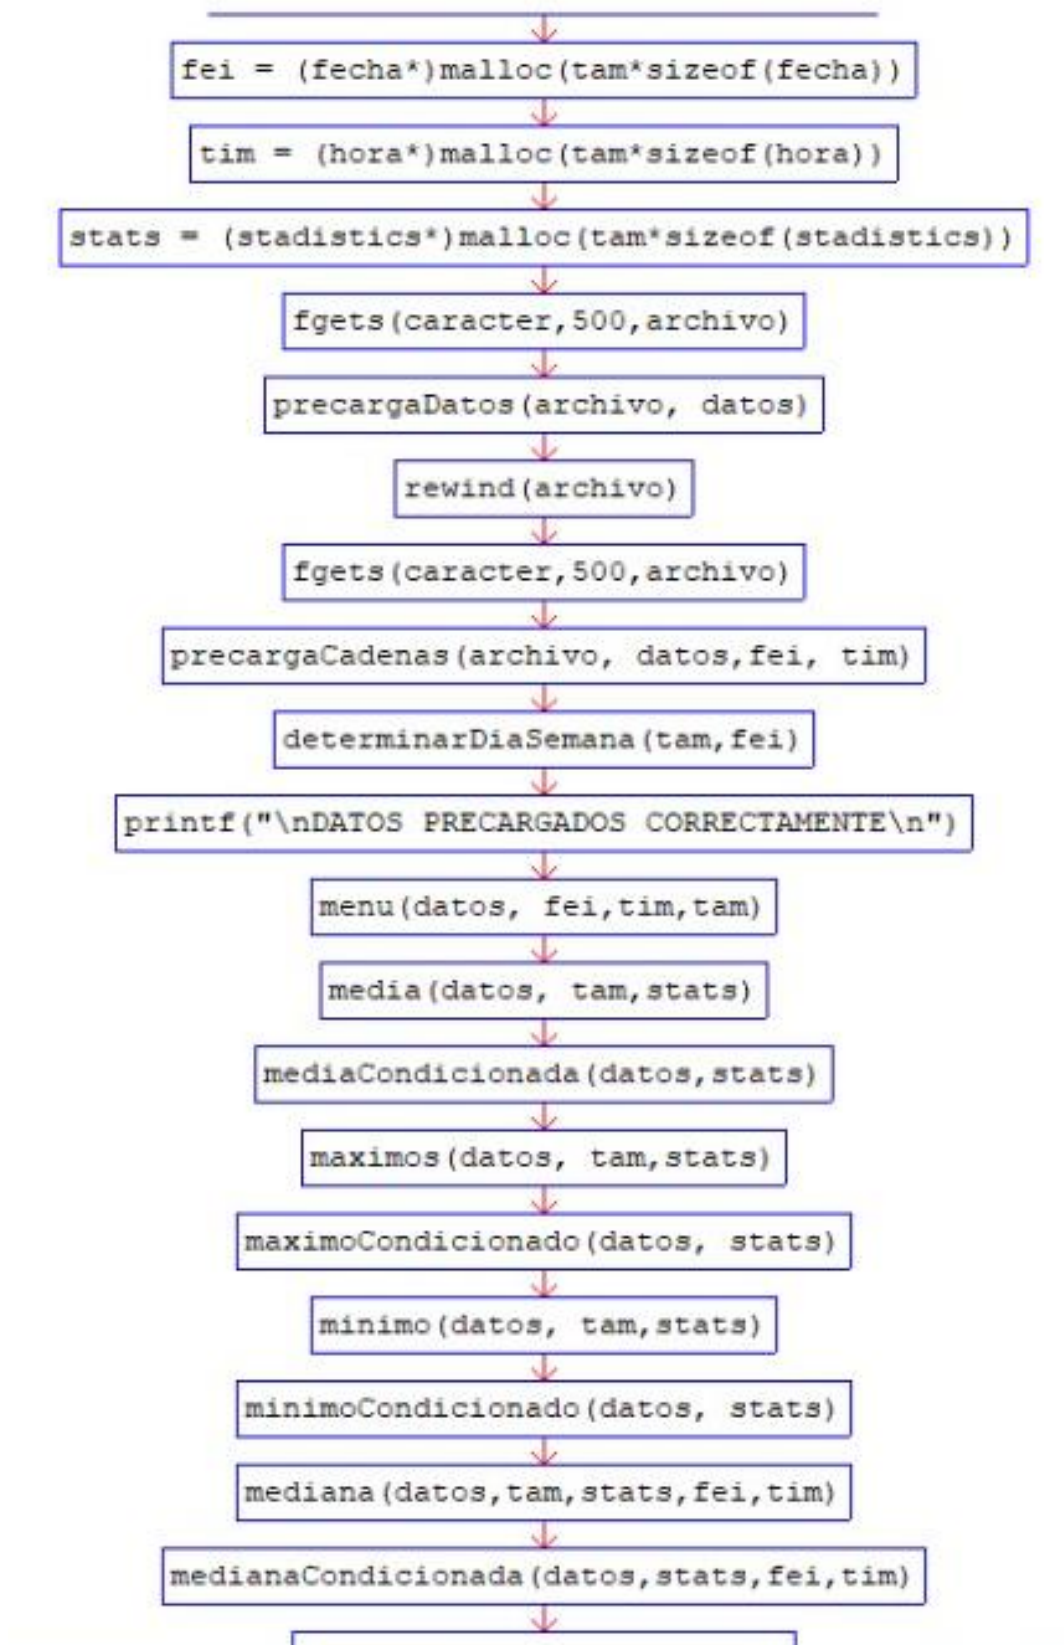 fei = (fecha*)malloc(tam*sizeof(fecha))
tim = (hora*)malloc(tam*sizeof(hora))
stats = (stadistics*)malloc(tam*sizeof(stadistics))
fgets(caracter,500,archivo)
precargaDatos(archivo, datos)
rewind(archivo)
fgets(caracter,500,archivo)
precargaCadenas(archivo, datos,fei, tim)
determinarDiaSemana(tam,fei)
printf("\nDATOS PRECARGADOS CORRECTAMENTE\n")
menu(datos, fei,tim,tam)
media(datos, tam,stats)
mediaCondicionada(datos,stats)
maximos(datos, tam,stats)
maximoCondicionado(datos, stats)
minimo(datos, tam,stats)
minimoCondicionado(datos, stats)
mediana(datos,tam,stats,fei,tim)
medianaCondicionada(datos,stats,fei,tim)